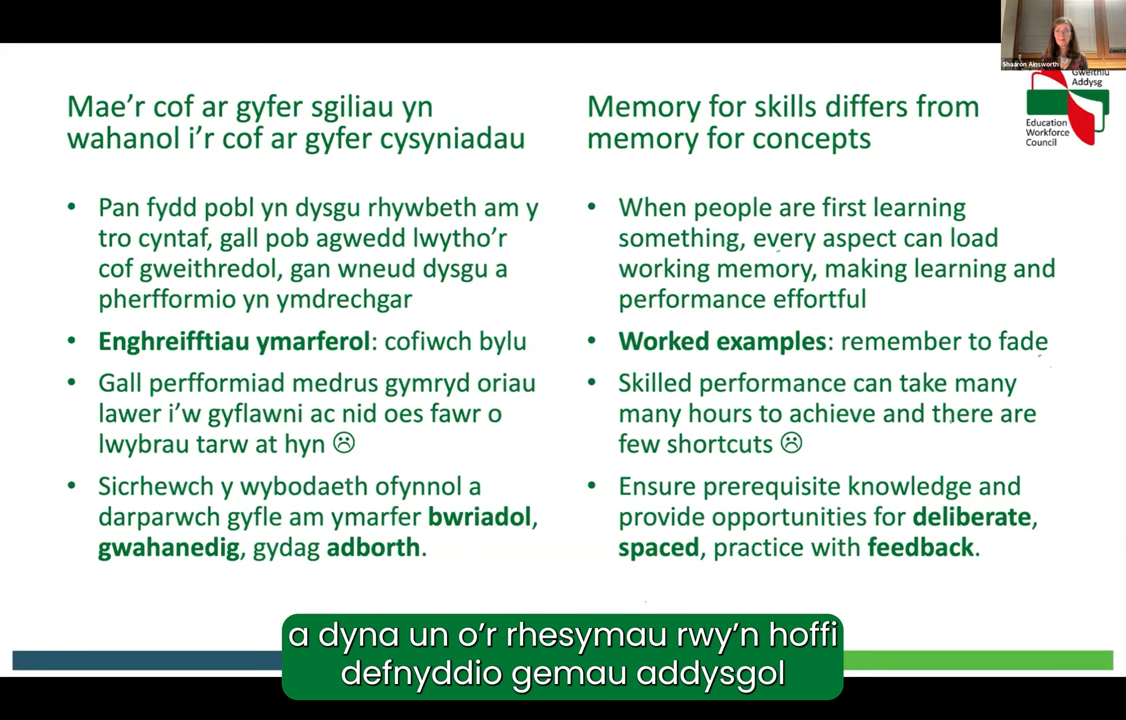 Shaaron Ainsworth
Gweithlu
Addysg
Education
Workforce
Council
Mae'r cof ar gyfer sgiliau yn
wahanol i'r cof ar gyfer cysyniadau
• Pan fydd pobl yn dysgu rhywbeth am y
tro cyntaf, gall pob agwedd lwytho'r
cof gweithredol, gan wneud dysgu a
pherfformio yn ymdrechgar
• Enghreifftiau ymarferol: cofiwch bylu
• Gall perfformiad medrus gymryd oriau
lawer i'w gyflawni ac nid oes fawr o
lwybrau tarw at hyn ☹
• Sicrhewch y wybodaeth ofynnol a
darparwch gyfle am ymarfer bwriadol,
gwahanedig, gydag adborth.
Memory for skills differs from
memory for concepts
• When people are first learning
something, every aspect can load
working memory, making learning and
performance effortful
• Worked examples: remember to fade
• Skilled performance can take many
many hours to achieve and there are
few shortcuts ☹
• Ensure prerequisite knowledge and
provide opportunities for deliberate,
spaced, practice with feedback.
a dyna un o'r rhesymau rwy'n hoffi
defnyddio gemau addysgol